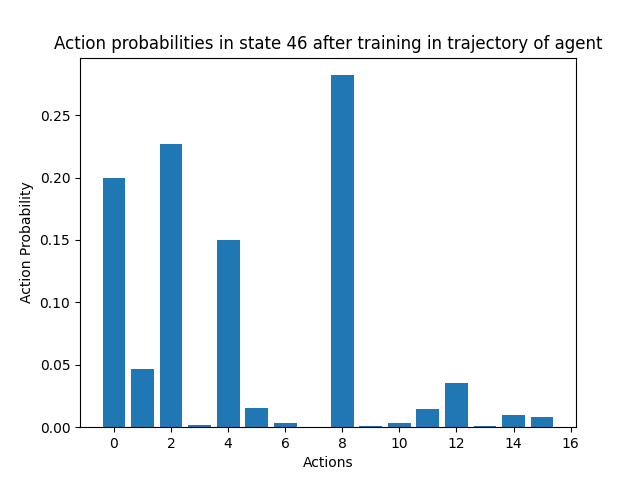 Action probabilities in state 46 after training in trajectory of agent
Action Probability
0.25
0.20
0.15
0.10
0.05
0.00
0 2 4 6 8 10 12 14 16
Actions